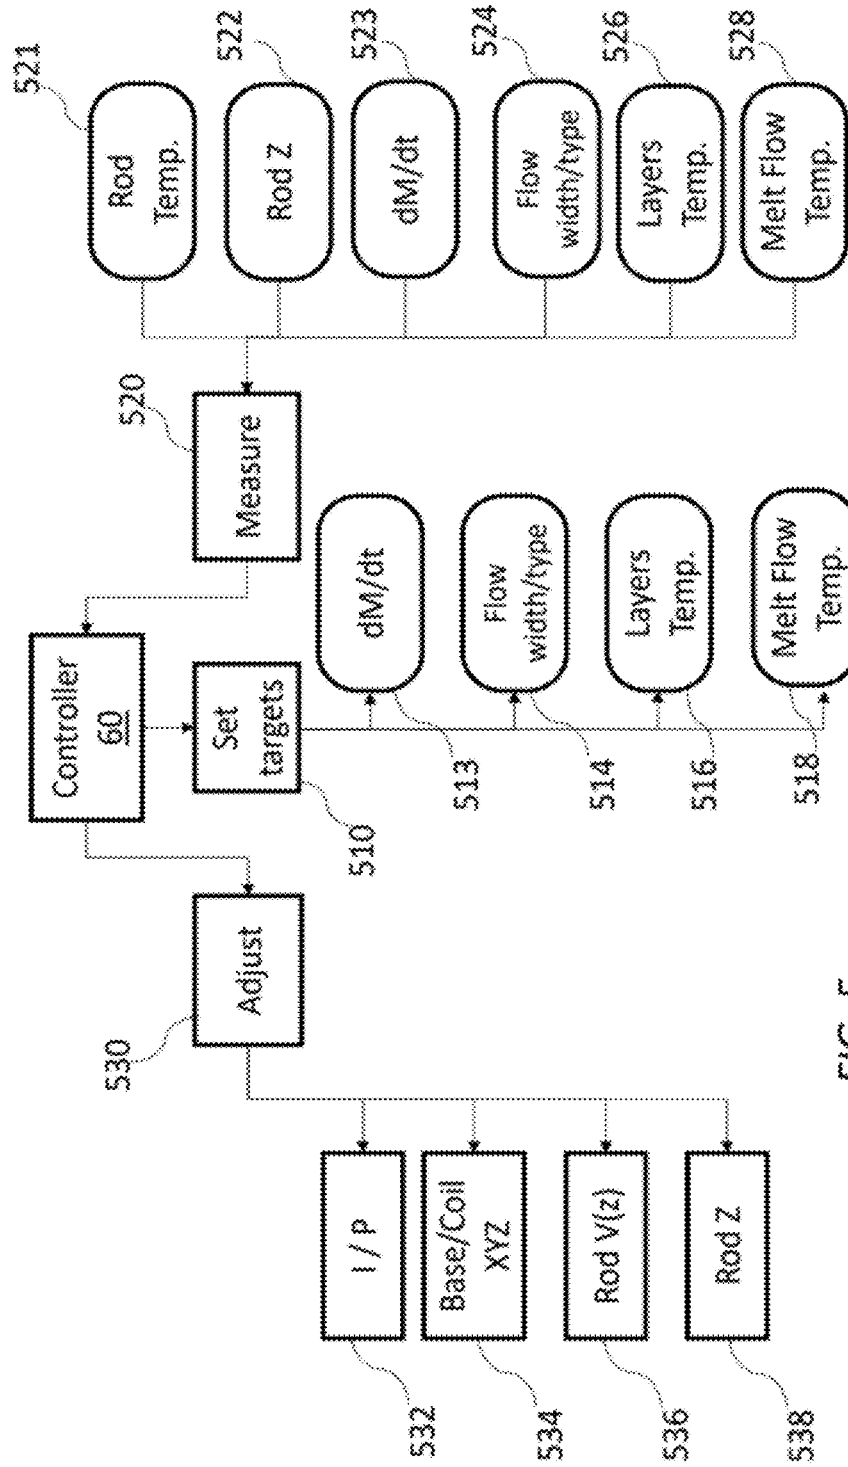 Controller
60
Adjust
530
Set
targets
510
Measure
520
I / P
532
Base/Coil
XYZ
534
Rod V(z)
536
Rod Z
538
dM/dt
513
Flow
width/type
514
Layers
Temp.
516
Melt Flow
Temp.
518
Rod
Temp.
521
Rod Z
522
dM/dt
523
Flow
width/type
524
Layers
Temp.
526
Melt Flow
Temp.
528